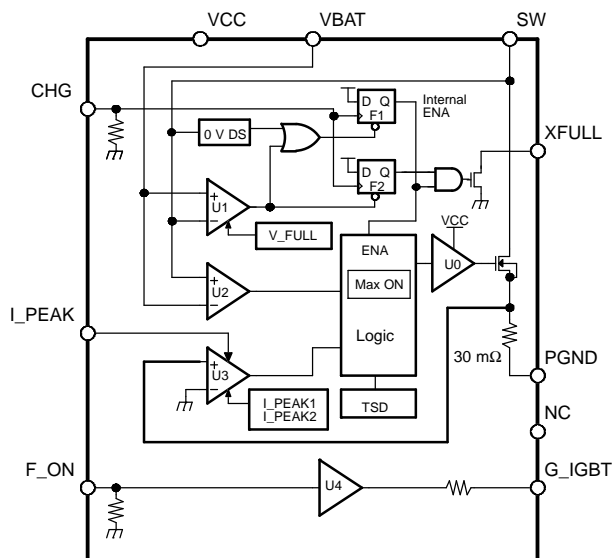 VCC
VBAT
SW
CHG
D Q
F1
Internal
ENA
XFULL
0 V DS
D Q
F2
+
U1
−
V_FULL
ENA
VCC
U0
Max ON
+
U2
−
I_PEAK
Logic
+
U3
−
30 mΩ
PGND
I_PEAK1
I_PEAK2
TSD
NC
F_ON
U4
G_IGBT